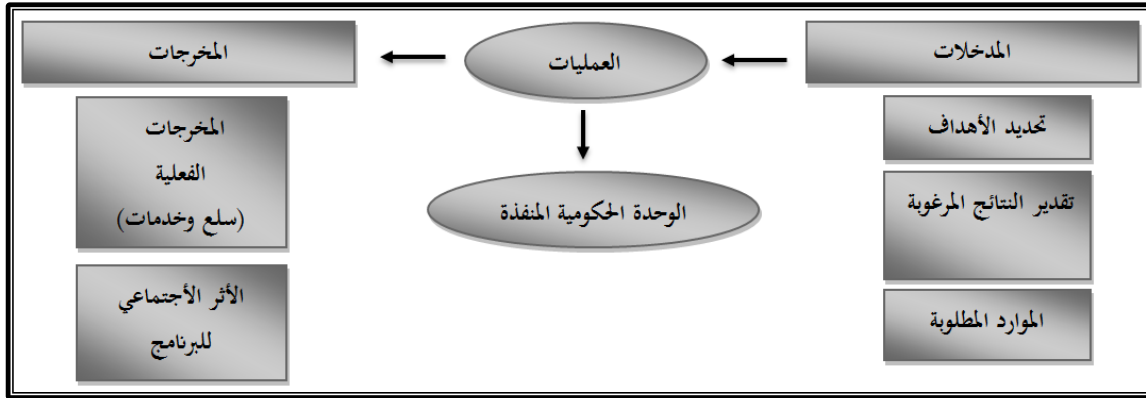 المدخلات
العمليات
المخرجات
تحديد الأهداف
تقدير النتائج المرغوبة
الموارد المطلوبة
الوحدة الحكومية المنفذة
المخرجات
الفعلية
(سلع وخدمات)
الأثر الأجتماعي
للبرنامج